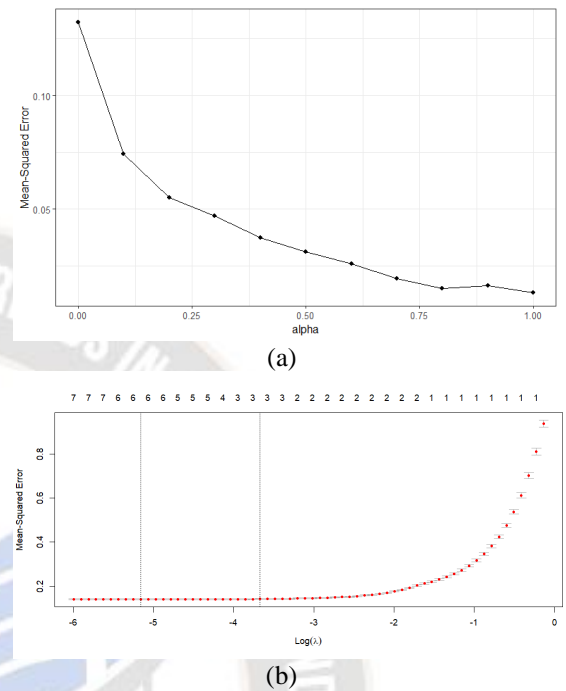 Mean-Squared Error
0.10
0.05
0.00 0.25 0.50 0.75 1.00
alpha
(a)
7 7 7 6 6 6 6 5 5 5 4 3 3 3 3 2 2 2 2 2 2 2 2 2 1 1 1 1 1 1 1 1
Mean-Squared Error
0.8
0.6
0.4
0.2
-6 -5 -4 -3 -2 -1 0
Log(λ)
(b)